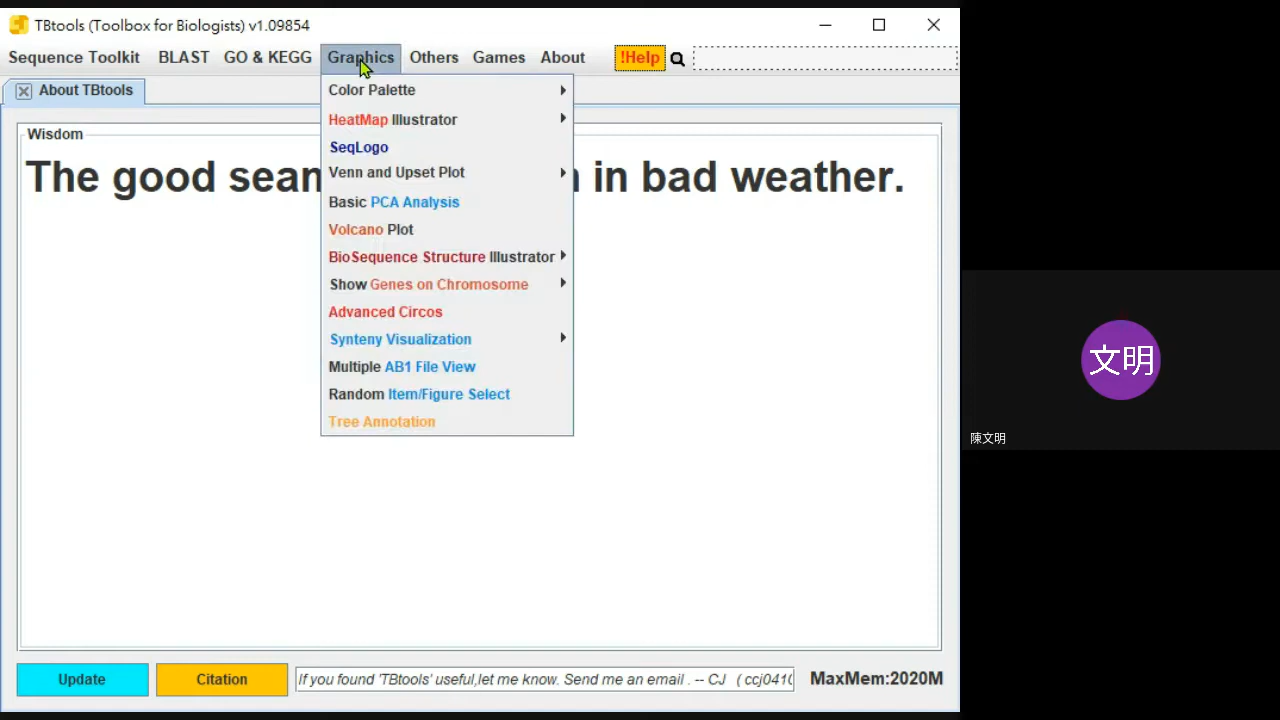 TBtools (Toolbox for Biologists) v1.09854
Sequence Toolkit BLAST GO & KEGG Graphics Others Games About !Help
About TBtools
Color Palette
HeatMap Illustrator
SeqLogo
Venn and Upset Plot
Basic PCA Analysis
Volcano Plot
BioSequence Structure Illustrator
Show Genes on Chromosome
Advanced Circos
Synteny Visualization
Multiple AB1 File View
Random Item/Figure Select
Tree Annotation
Wisdom
The good in bad weather.
Update Citation If you found 'TBtools' useful,let me know. Send me an email . -- CJ ( ccj041 MaxMem:2020M
文明
陳文明